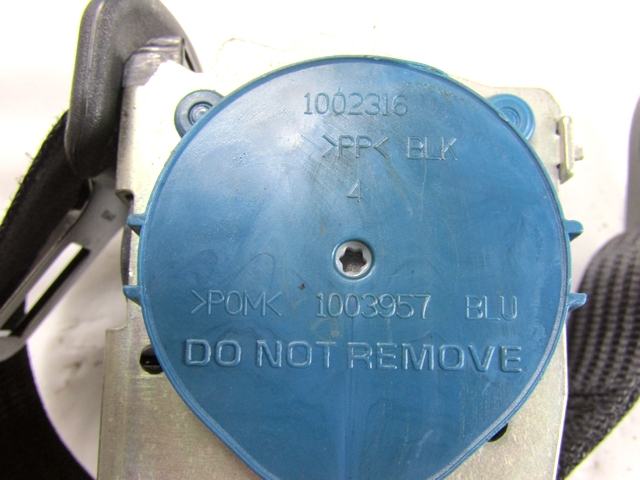 1002316
>PP< BLK
4
>POM< 1003957 BLU
DO NOT REMOVE